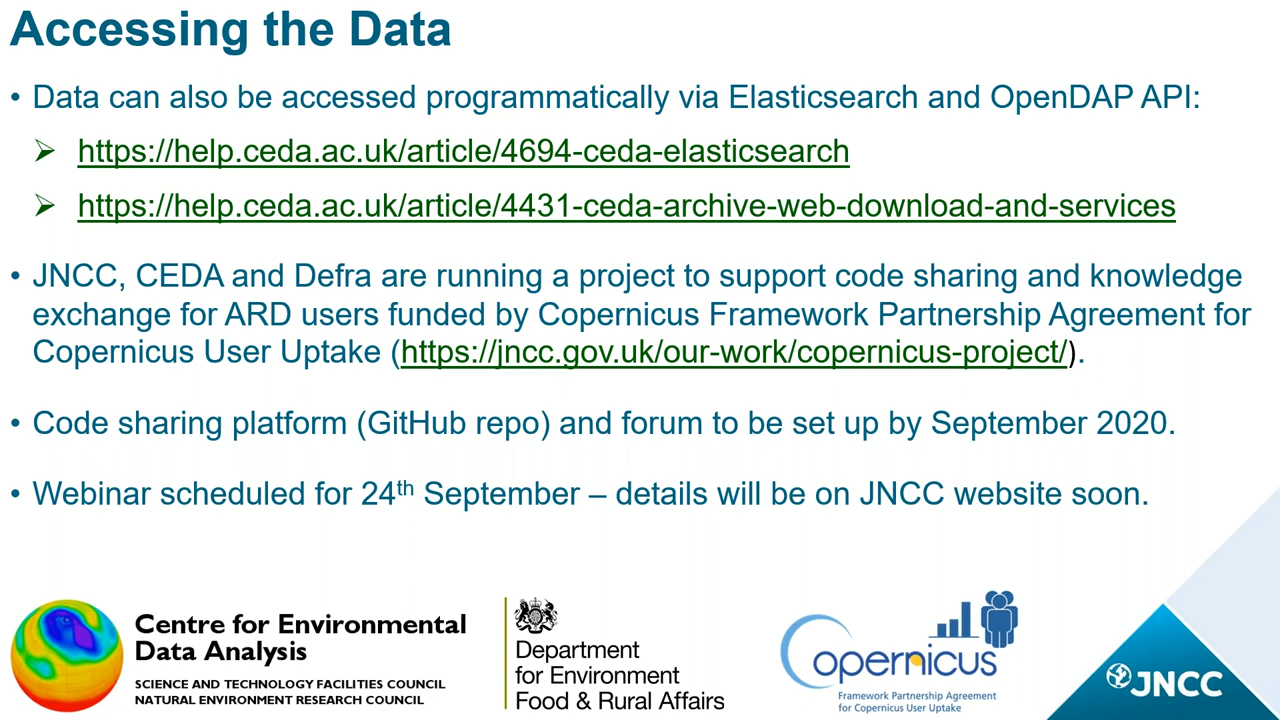 Accessing the Data
• Data can also be accessed programmatically via Elasticsearch and OpenDAP API:
➢ https://help.ceda.ac.uk/article/4694-ceda-elasticsearch
➢ https://help.ceda.ac.uk/article/4431-ceda-archive-web-download-and-services
• JNCC, CEDA and Defra are running a project to support code sharing and knowledge
exchange for ARD users funded by Copernicus Framework Partnership Agreement for
Copernicus User Uptake (https://jncc.gov.uk/our-work/copernicus-project/).
• Code sharing platform (GitHub repo) and forum to be set up by September 2020.
• Webinar scheduled for 24th September – details will be on JNCC website soon.
Centre for Environmental
Data Analysis
SCIENCE AND TECHNOLOGY FACILITIES COUNCIL
NATURAL ENVIRONMENT RESEARCH COUNCIL
Department
for Environment
Food & Rural Affairs
Copernicus
Framework Partnership Agreement
for Copernicus User Uptake
JNCC